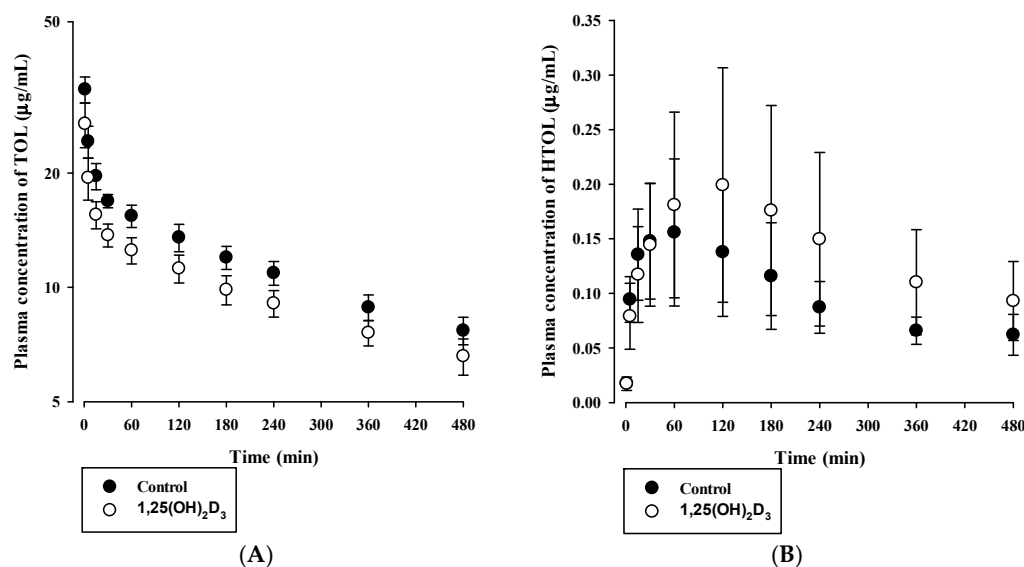 Plasma concentration of TOL (µg/mL)
50
20
10
5
0 60 120 180 240 300 360 420 480
Time (min)
Control
1,25(OH)₂D₃
(A)
Plasma concentration of HTOL (µg/mL)
0.35
0.30
0.25
0.20
0.15
0.10
0.05
0.00
0 60 120 180 240 300 360 420 480
Time (min)
Control
1,25(OH)₂D₃
(B)